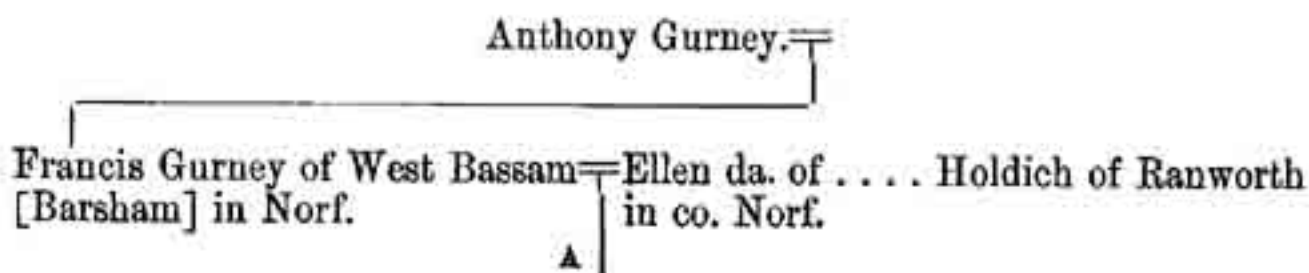 Anthony Gurney.
Francis Gurney of West Bassam=Ellen da. of . . . . Holdich of Ranworth
[Barsham] in Norf. in co. Norf.
A